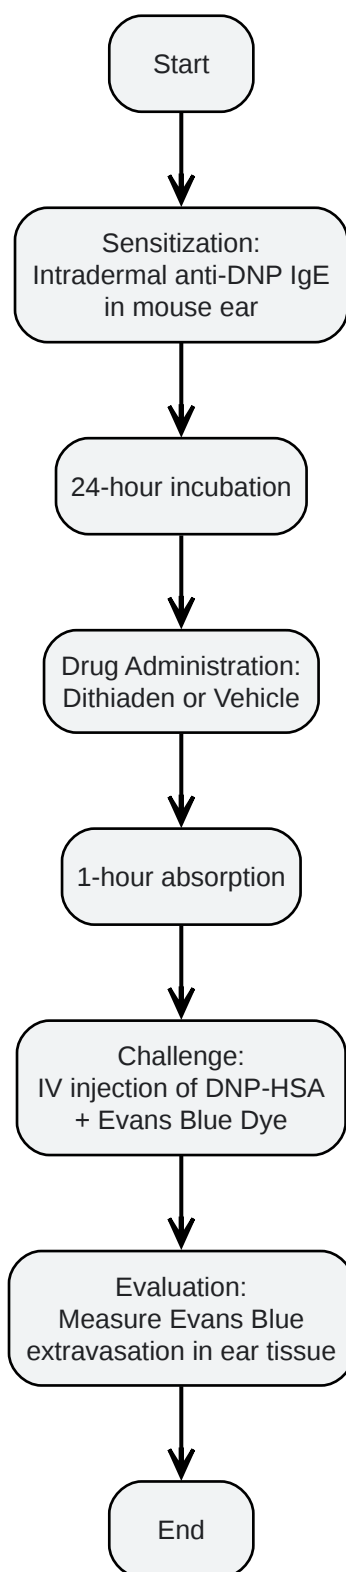 Start
Sensitization:
Intradermal anti-DNP IgE
in mouse ear
24-hour incubation
Drug Administration:
Dithiaden or Vehicle
1-hour absorption
Challenge:
IV injection of DNP-HSA
+ Evans Blue Dye
Evaluation:
Measure Evans Blue
extravasation in ear tissue
End